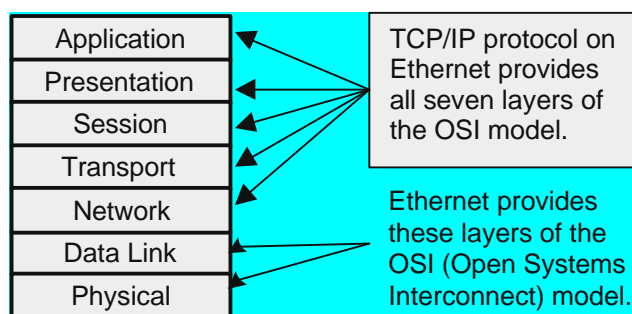 Application
Presentation
Session
Transport
Network
Data Link
Physical
TCP/IP protocol on
Ethernet provides
all seven layers of
the OSI model.
Ethernet provides
these layers of the
OSI (Open Systems
Interconnect) model.